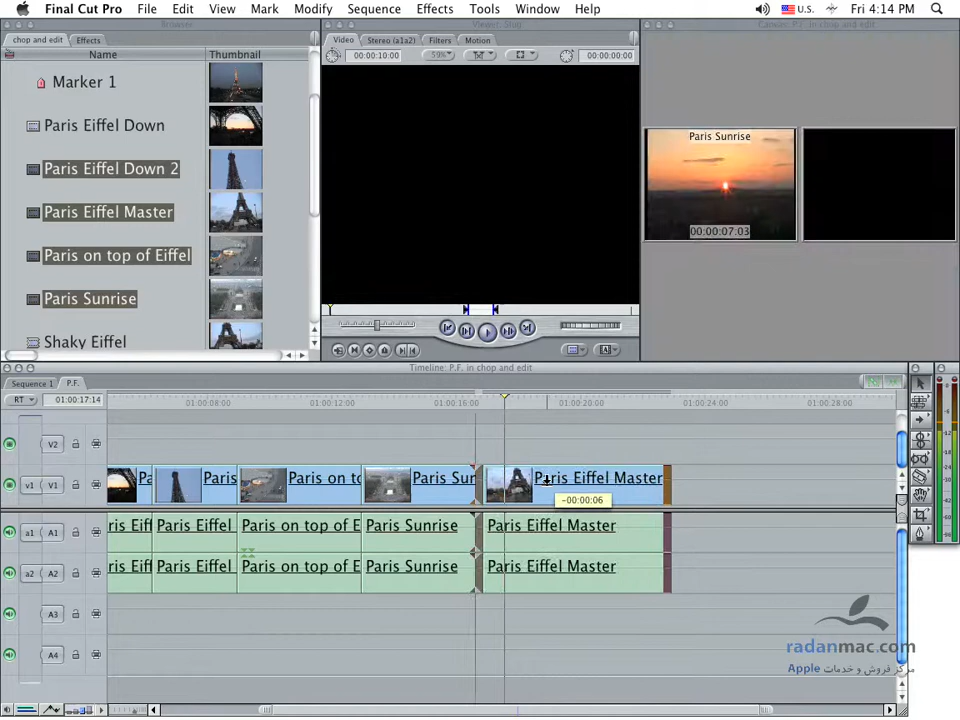 Final Cut Pro File Edit View Mark Modify Sequence Effects Tools Window Help Fri 4:14 PM
Browser
Viewer: Slug
Canvas: P.F. in chop and edit
chop and edit Effects
Name Thumbnail
Marker 1
Paris Eiffel Down
Paris Eiffel Down 2
Paris Eiffel Master
Paris on top of Eiffel
Paris Sunrise
Shaky Eiffel
Video Stereo (a1a2) Filters Motion
00:00:10:00 59% 00:00:00:00
Paris Sunrise
00:00:07:03
Timeline: P.F. in chop and edit
Sequence 1 P.F.
RT 01:00:17:14 01:00:08:00 01:00:12:00 01:00:16:00 01:00:20:00 01:00:24:00 01:00:28:00
V2
v1 V1 Pa Paris Paris on to Paris Sun Paris Eiffel Master
-00:00:06
a1 A1 ris Eiff Paris Eiffel Paris on top of E Paris Sunrise Paris Eiffel Master
a2 A2 ris Eiff Paris Eiffel Paris on top of E Paris Sunrise Paris Eiffel Master
A3
A4
radanmac.com
مرکز فروش و خدمات Apple